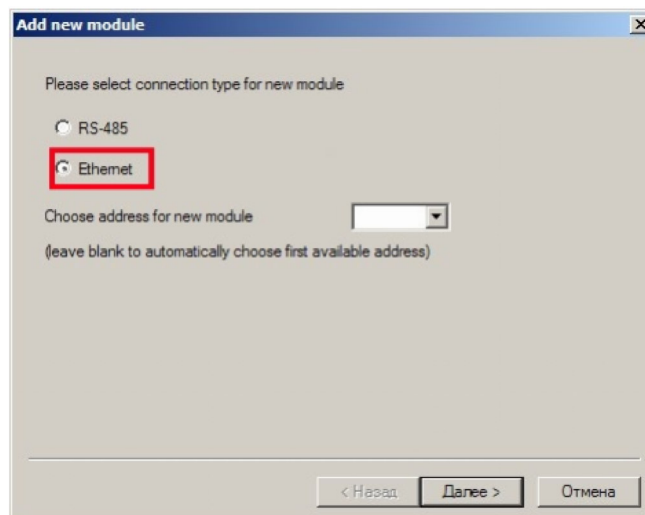 Add new module
Please select connection type for new module
RS-485
Ethernet
Choose address for new module
(leave blank to automatically choose first available address)
< Назад Далее > Отмена